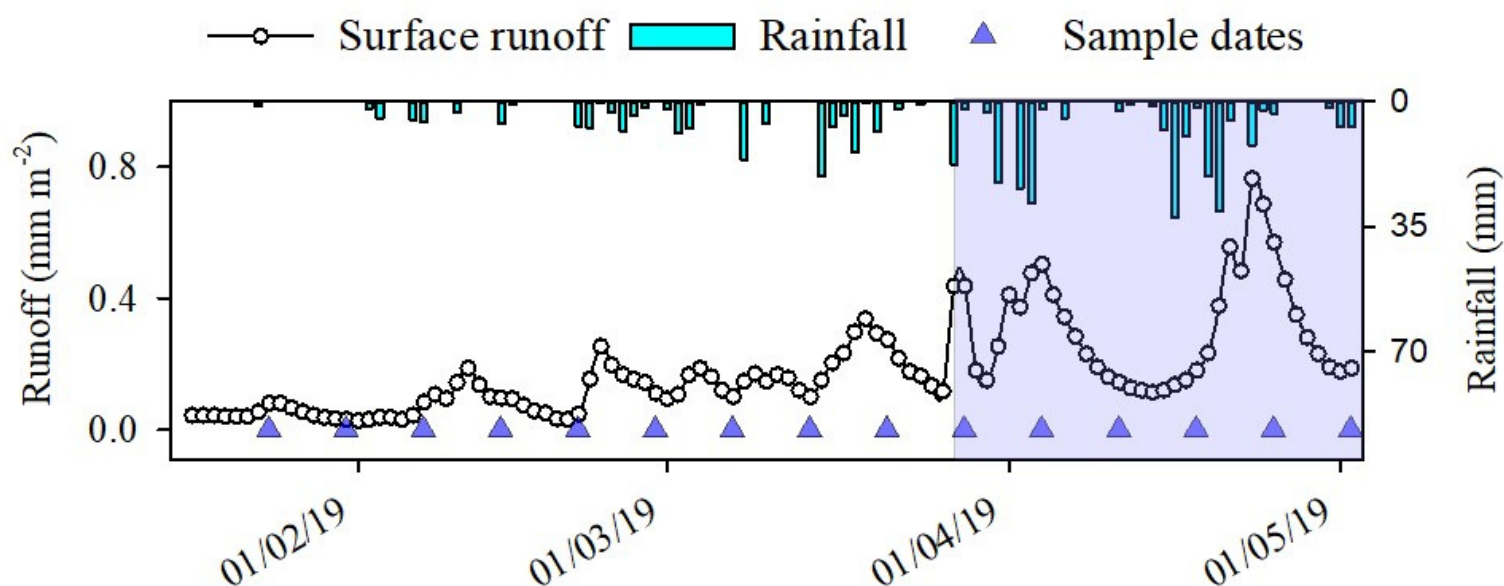 Surface runoff Rainfall Sample dates
Runoff (mm m-2)
0.8
0.4
0.0
0
35
70
Rainfall (mm)
01/02/19 01/03/19 01/04/19 01/05/19